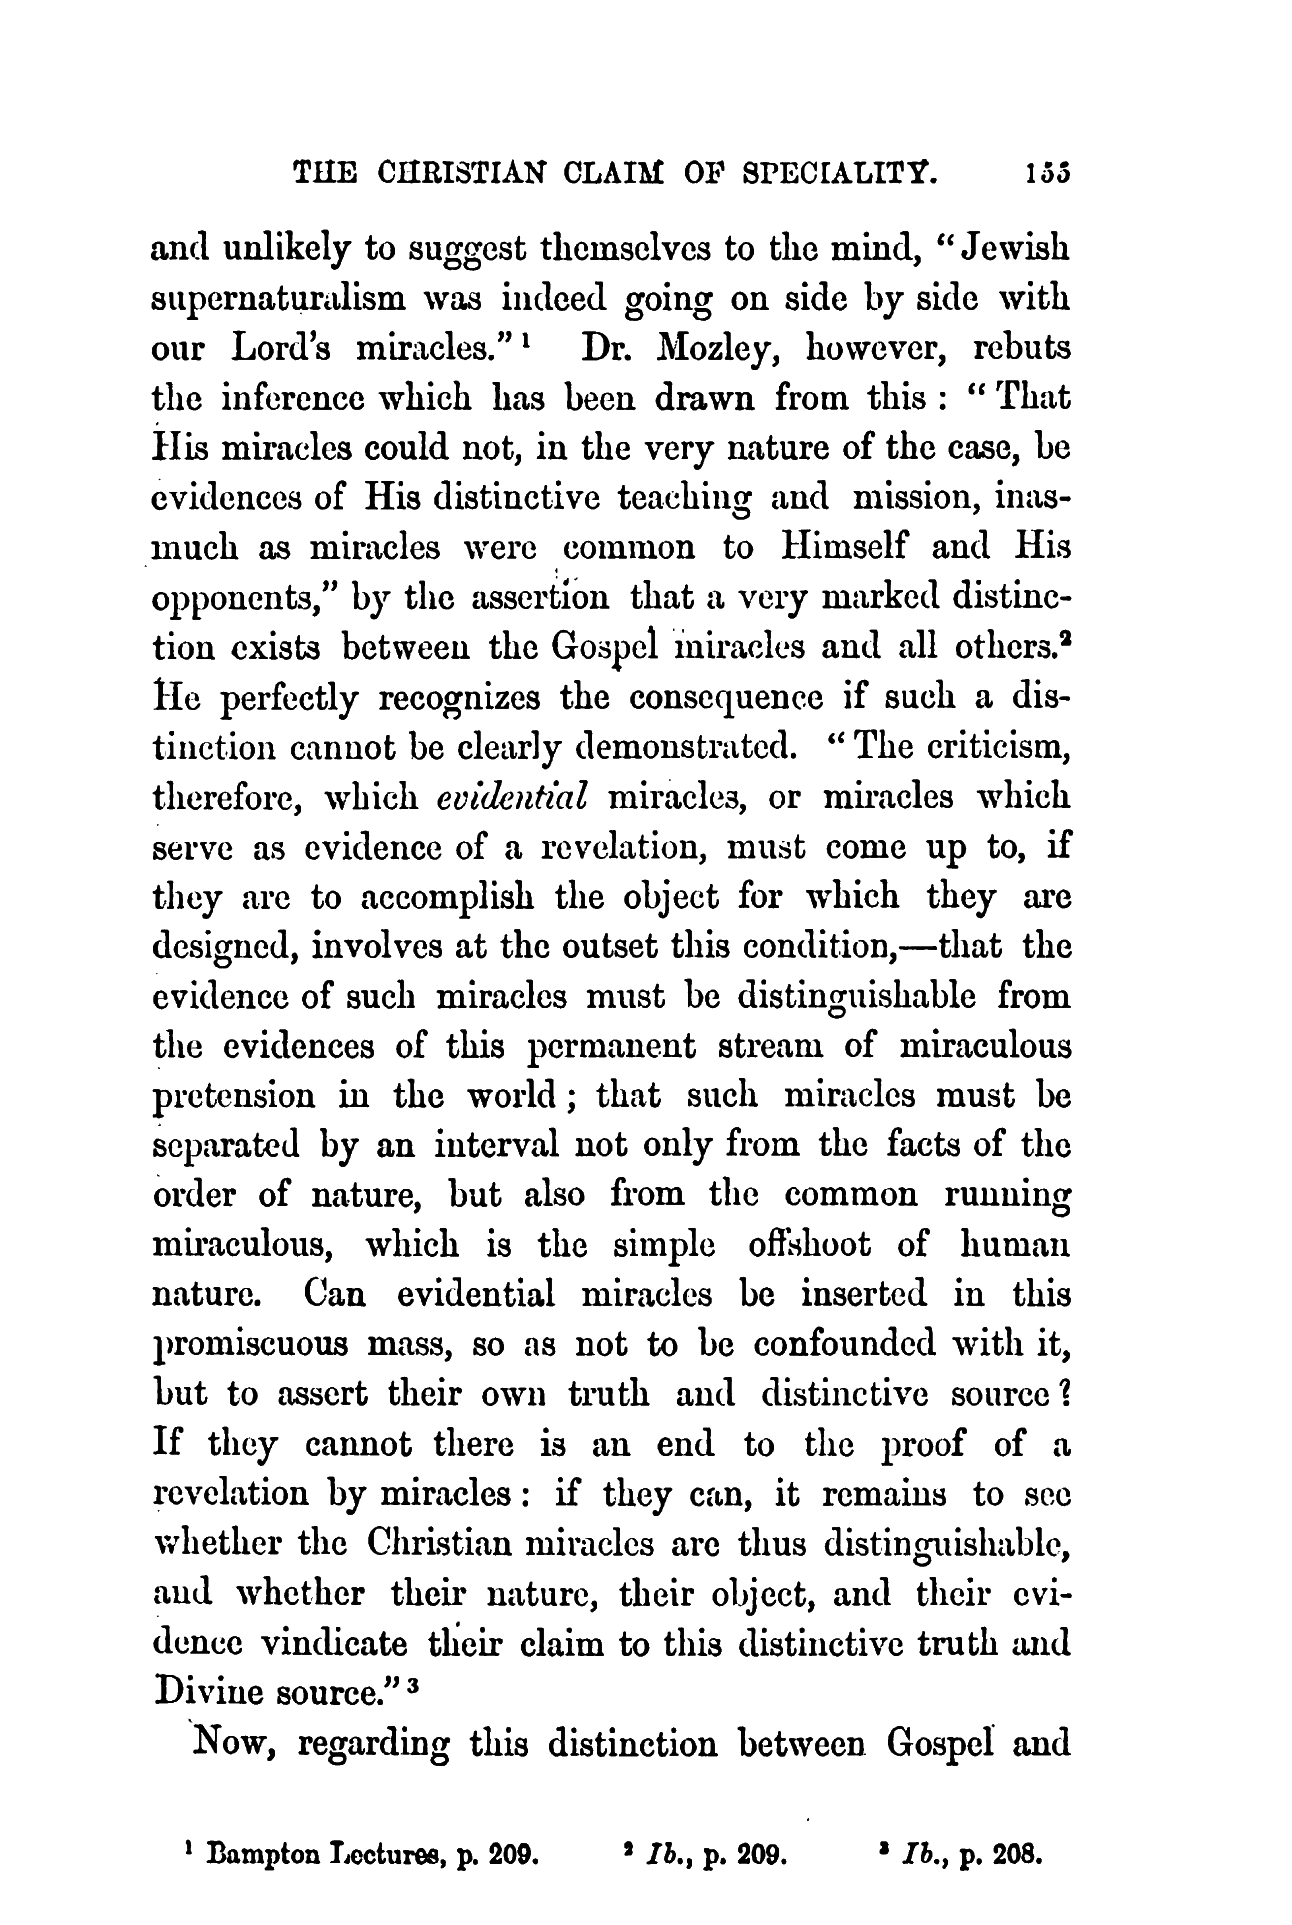 THE CHRISTIAN CLAIM OF SPECIALITY. 155
and unlikely to suggest themselves to the mind, “Jewish
supernaturalism was indeed going on side by side with
our Lord’s miracles.”¹ Dr. Mozley, however, rebuts
the inference which has been drawn from this : “That
His miracles could not, in the very nature of the case, be
evidences of His distinctive teaching and mission, inas-
much as miracles were common to Himself and His
opponents,” by the assertion that a very marked distinc-
tion exists between the Gospel miracles and all others.²
He perfectly recognizes the consequence if such a dis-
tinction cannot be clearly demonstrated. “The criticism,
therefore, which evidential miracles, or miracles which
serve as evidence of a revelation, must come up to, if
they are to accomplish the object for which they are
designed, involves at the outset this condition,—that the
evidence of such miracles must be distinguishable from
the evidences of this permanent stream of miraculous
pretension in the world ; that such miracles must be
separated by an interval not only from the facts of the
order of nature, but also from the common running
miraculous, which is the simple offshoot of human
nature. Can evidential miracles be inserted in this
promiscuous mass, so as not to be confounded with it,
but to assert their own truth and distinctive source ?
If they cannot there is an end to the proof of a
revelation by miracles : if they can, it remains to see
whether the Christian miracles are thus distinguishable,
and whether their nature, their object, and their evi-
dence vindicate their claim to this distinctive truth and
Divine source.”³
Now, regarding this distinction between Gospel and
¹ Bampton Lectures, p. 209. ² Ib., p. 209. ³ Ib., p. 208.